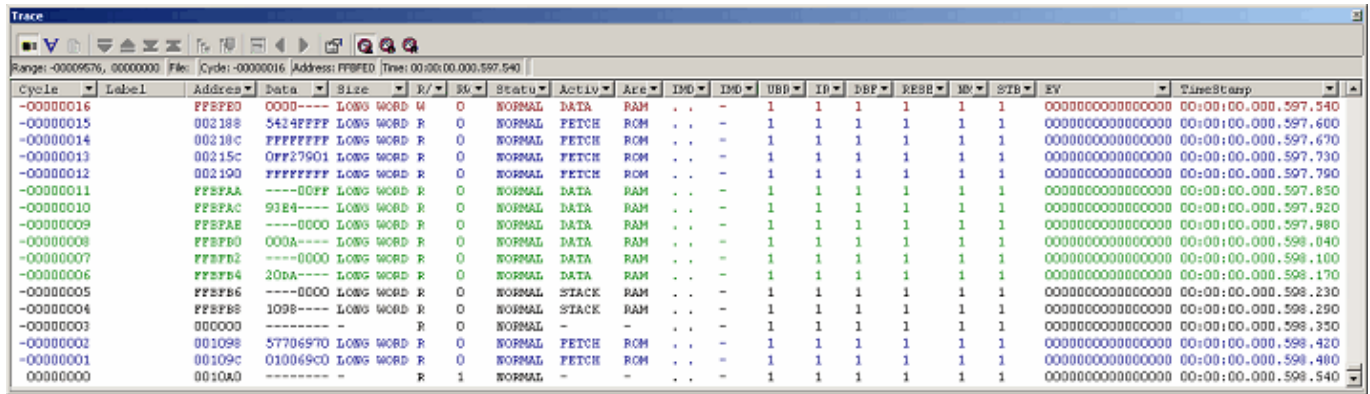 Trace
Range: -00009576, 00000000 File: Cycle: -00000016 Address: FFBFE0 Time: 00:00:00.000.597.540
Cycle Label Addres Data Size R/ RW Statu Activ Are IMD IMD UBD IR DBF RESE NM STB EV TimeStamp
-00000016 FFBFE0 0000---- LONG WORD W 0 NORMAL DATA RAM . . - 1 1 1 1 1 1 0000000000000000 00:00:00.000.597.540
-00000015 002188 5424FFFF LONG WORD R 0 NORMAL FETCH ROM . . - 1 1 1 1 1 1 0000000000000000 00:00:00.000.597.600
-00000014 00218C FFFFFFFF LONG WORD R 0 NORMAL FETCH ROM . . - 1 1 1 1 1 1 0000000000000000 00:00:00.000.597.670
-00000013 00215C 0FF27901 LONG WORD R 0 NORMAL FETCH ROM . . - 1 1 1 1 1 1 0000000000000000 00:00:00.000.597.730
-00000012 002190 FFFFFFFF LONG WORD R 0 NORMAL FETCH ROM . . - 1 1 1 1 1 1 0000000000000000 00:00:00.000.597.790
-00000011 FFBFAA ----00FF LONG WORD R 0 NORMAL DATA RAM . . - 1 1 1 1 1 1 0000000000000000 00:00:00.000.597.850
-00000010 FFBFAC 93E4---- LONG WORD R 0 NORMAL DATA RAM . . - 1 1 1 1 1 1 0000000000000000 00:00:00.000.597.920
-00000009 FFBFAE ----0000 LONG WORD R 0 NORMAL DATA RAM . . - 1 1 1 1 1 1 0000000000000000 00:00:00.000.597.980
-00000008 FFBFB0 000A---- LONG WORD R 0 NORMAL DATA RAM . . - 1 1 1 1 1 1 0000000000000000 00:00:00.000.598.040
-00000007 FFBFB2 ----0000 LONG WORD R 0 NORMAL DATA RAM . . - 1 1 1 1 1 1 0000000000000000 00:00:00.000.598.100
-00000006 FFBFB4 20DA---- LONG WORD R 0 NORMAL DATA RAM . . - 1 1 1 1 1 1 0000000000000000 00:00:00.000.598.170
-00000005 FFBFB6 ----0000 LONG WORD R 0 NORMAL STACK RAM . . - 1 1 1 1 1 1 0000000000000000 00:00:00.000.598.230
-00000004 FFBFB8 1098---- LONG WORD R 0 NORMAL STACK RAM . . - 1 1 1 1 1 1 0000000000000000 00:00:00.000.598.290
-00000003 000000 -------- - R 0 NORMAL - - . . - 1 1 1 1 1 1 0000000000000000 00:00:00.000.598.350
-00000002 001098 57706970 LONG WORD R 0 NORMAL FETCH ROM . . - 1 1 1 1 1 1 0000000000000000 00:00:00.000.598.420
-00000001 00109C 010069C0 LONG WORD R 0 NORMAL FETCH ROM . . - 1 1 1 1 1 1 0000000000000000 00:00:00.000.598.480
00000000 0010A0 -------- - R 1 NORMAL - - . . - 1 1 1 1 1 1 0000000000000000 00:00:00.000.598.540